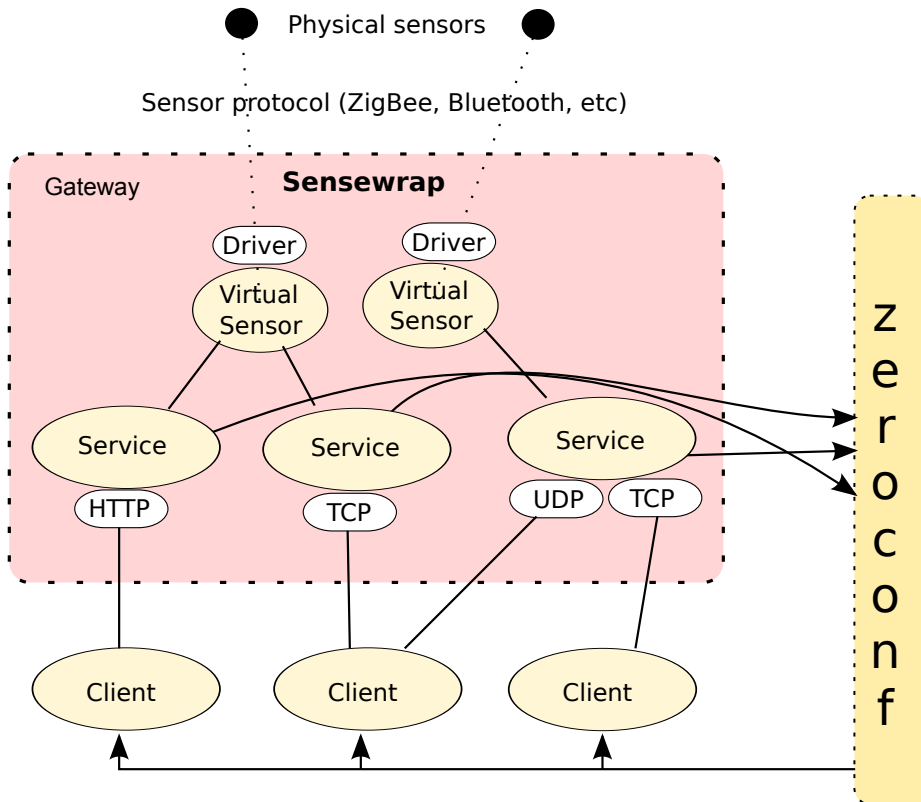 Physical sensors
Sensor protocol (ZigBee, Bluetooth, etc)
Gateway
Sensewrap
Driver
Driver
Virtual
Sensor
Virtual
Sensor
Service
Service
Service
HTTP
TCP
UDP
TCP
Client
Client
Client
zeroconf